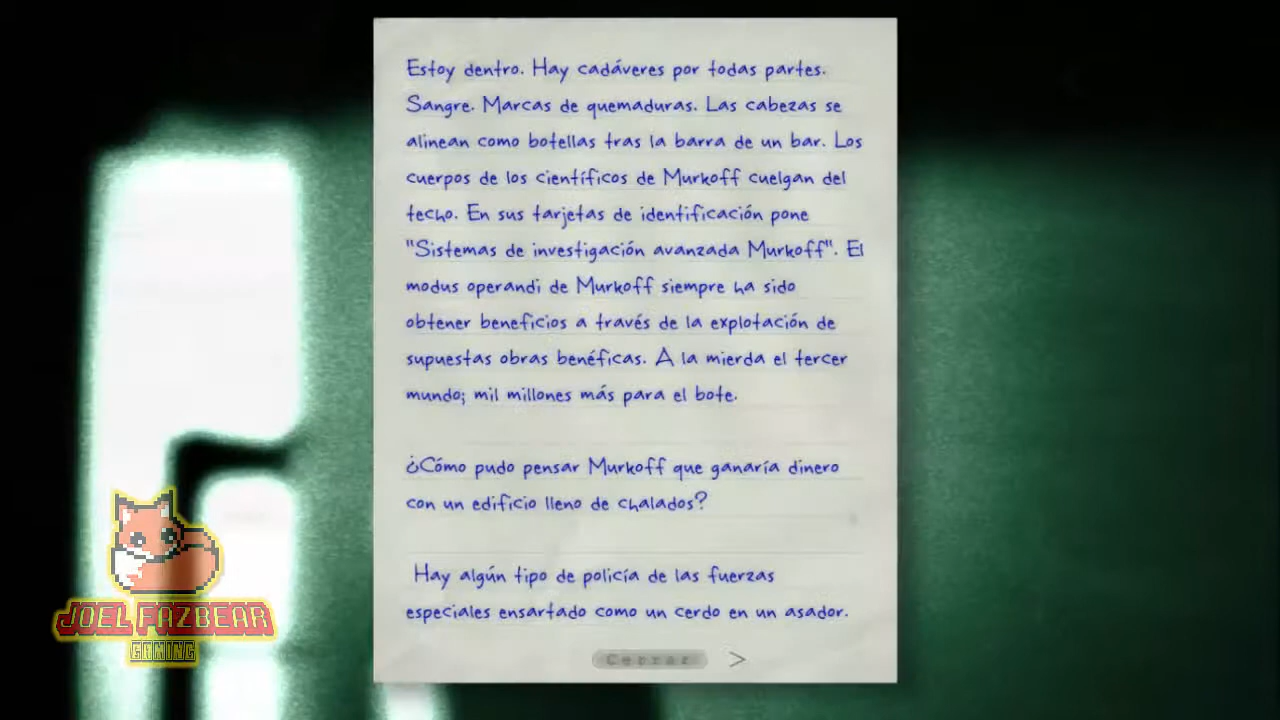 Estoy dentro. Hay cadáveres por todas partes.
Sangre. Marcas de quemaduras. Las cabezas se
alinean como botellas tras la barra de un bar. Los
cuerpos de los científicos de Murkoff cuelgan del
techo. En sus tarjetas de identificación pone
"Sistemas de investigación avanzada Murkoff". El
modus operandi de Murkoff siempre ha sido
obtener beneficios a través de la explotación de
supuestas obras benéficas. A la mierda el tercer
mundo; mil millones más para el bote.
¿Cómo pudo pensar Murkoff que ganaría dinero
con un edificio lleno de chalados?
Hay algún tipo de policía de las fuerzas
especiales ensartado como un cerdo en un asador.
Cerrar >
JOEL FAZBEAR
GAMING